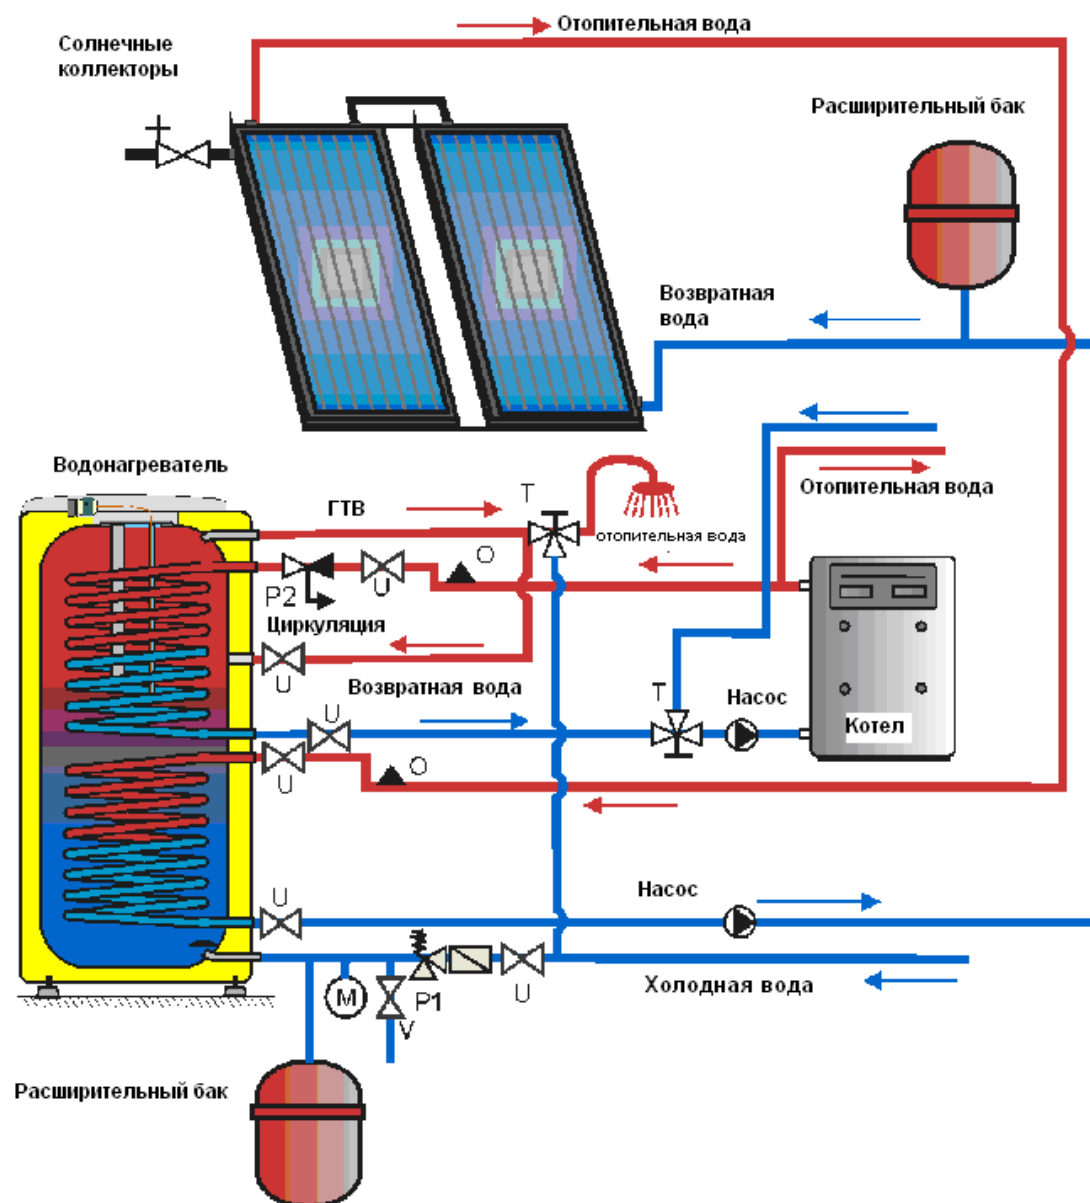 Отопительная вода
Солнечные
коллекторы
Расширительный бак
Возвратная
вода
Водонагреватель
ГТВ
T
Отопительная вода
отопительная вода
O
P2
U
Циркуляция
U
Возвратная вода
U
T
Насос
Котел
U
O
Насос
U
Холодная вода
U
M
P1
V
Расширительный бак